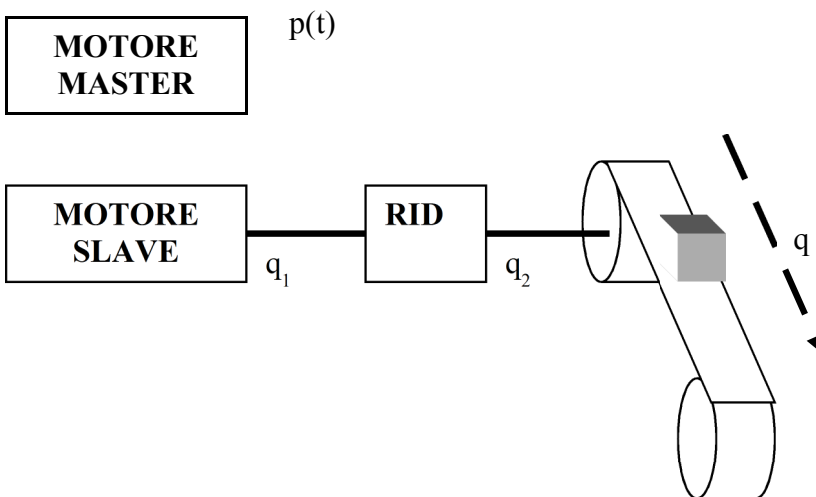 p(t)
MOTORE
MASTER
MOTORE
SLAVE
RID
q₁
q₂
q